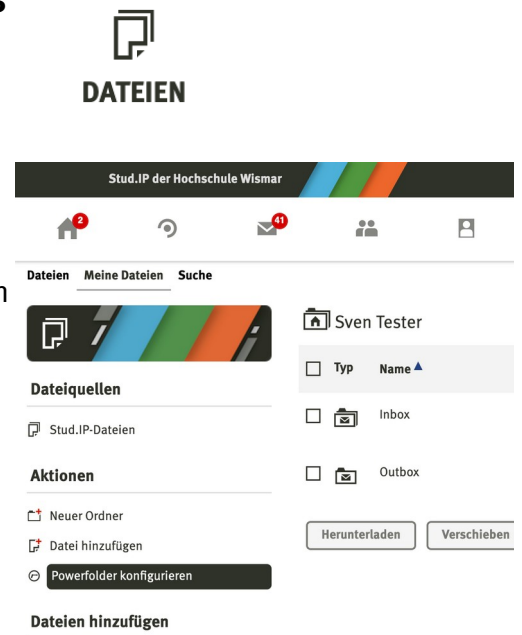 DATEIEN
Stud.IP der Hochschule Wismar
2
41
Dateien Meine Dateien Suche
n
Sven Tester
Typ Name
Dateiquellen
Inbox
Stud.IP-Dateien
Outbox
Aktionen
Neuer Ordner
Herunterladen Verschieben
Datei hinzufügen
Powerfolder konfigurieren
Dateien hinzufügen